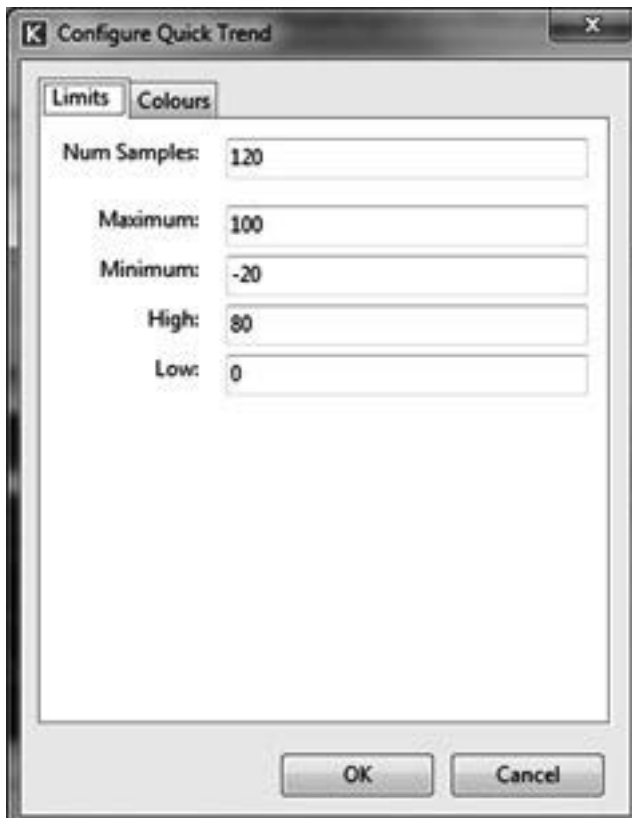 K Configure Quick Trend x
Limits Colours
Num Samples: 120
Maximum: 100
Minimum: -20
High: 80
Low: 0
OK Cancel